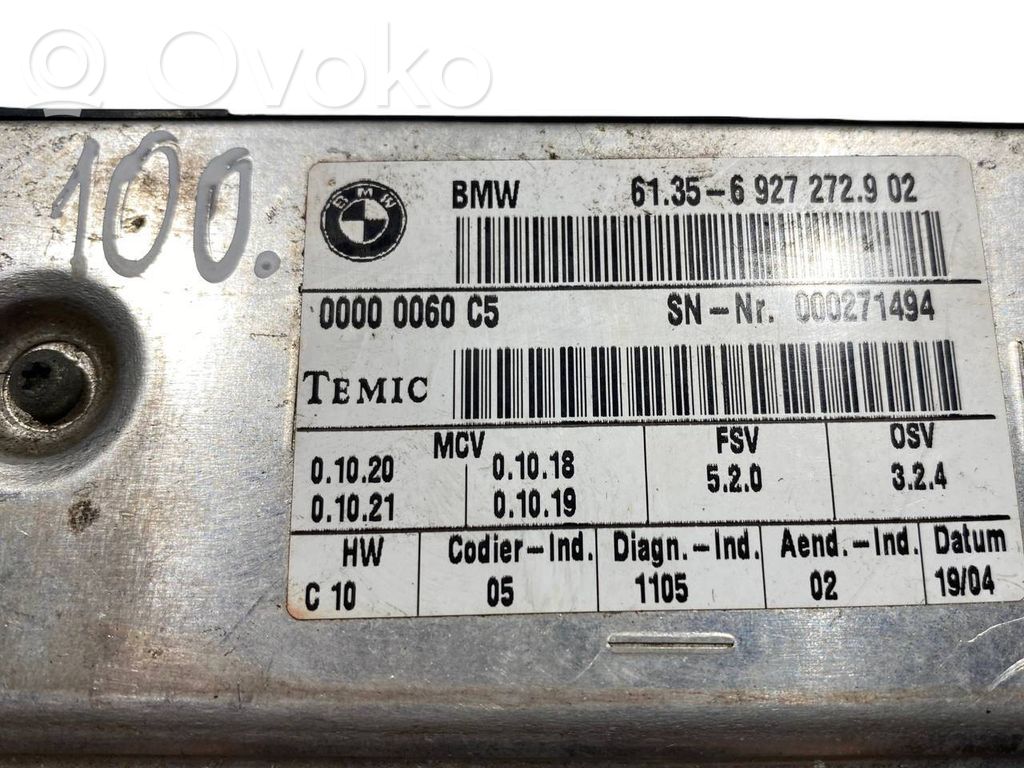 Ovoko
100.
BMW
BMW 61.35-6 927 272.9 02
0000 0060 C5 SN-Nr. 000271494
TEMIC
MCV FSV OSV
0.10.20 0.10.18 5.2.0 3.2.4
0.10.21 0.10.19
HW Codier-Ind. Diagn.-Ind. Aend.-Ind. Datum
C 10 05 1105 02 19/04